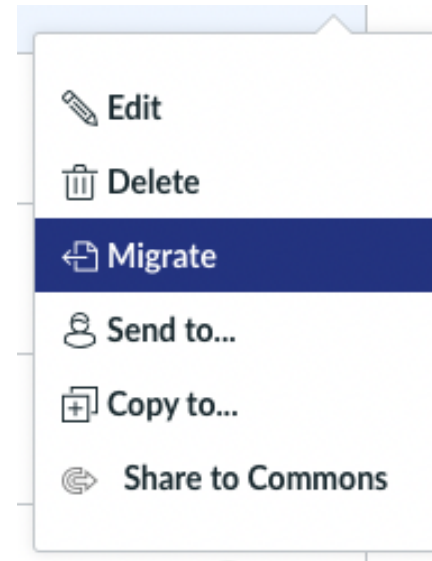 Edit
Delete
Migrate
Send to...
Copy to...
Share to Commons